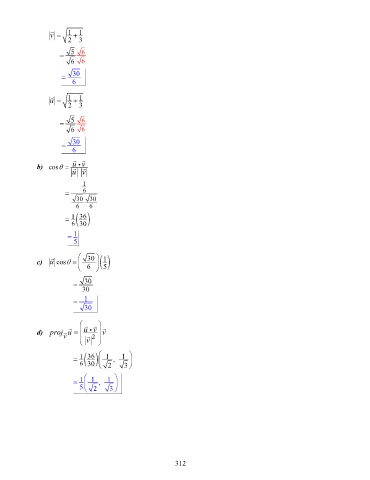 |v⃗| = √(1/2 + 1/3)
= √5/√6 √6/√6
= √30/6
|u⃗| = √(1/2 + 1/3)
= √5/√6 √6/√6
= √30/6
b) cos θ = u⃗ • v⃗ / |u⃗| |v⃗|
= (1/6) / (√30/6 √30/6)
= 1/6 (36/30)
= 1/5
c) |u⃗| cos θ = (√30/6)(1/5)
= √30/30
= 1/√30
d) proj_v⃗ u⃗ = (u⃗ • v⃗ / |v⃗|²) v⃗
= 1/6 (36/30) (1/√2, 1/√3)
= 1/5 (1/√2, 1/√3)
312